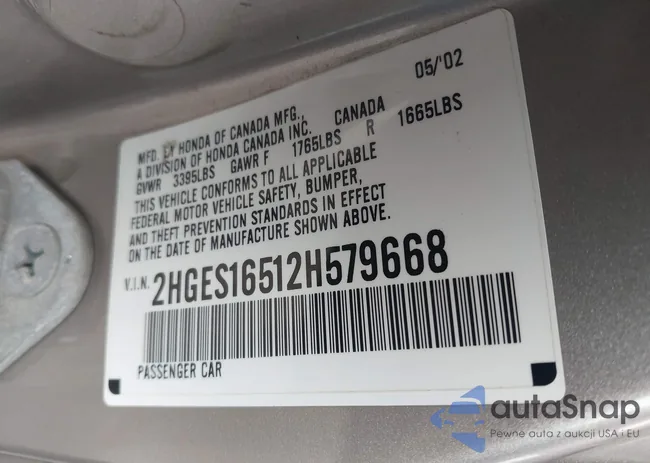 05/'02
MFD. BY HONDA OF CANADA MFG., CANADA
A DIVISION OF HONDA CANADA INC.
GVWR 3395LBS GAWR F 1765LBS R 1665LBS
THIS VEHICLE CONFORMS TO ALL APPLICABLE
FEDERAL MOTOR VEHICLE SAFETY, BUMPER,
AND THEFT PREVENTION STANDARDS IN EFFECT
ON THE DATE OF MANUFACTURE SHOWN ABOVE.
V.I.N. 2HGES16512H579668
PASSENGER CAR
autaSnap
Pewne auta z aukcji USA i EU